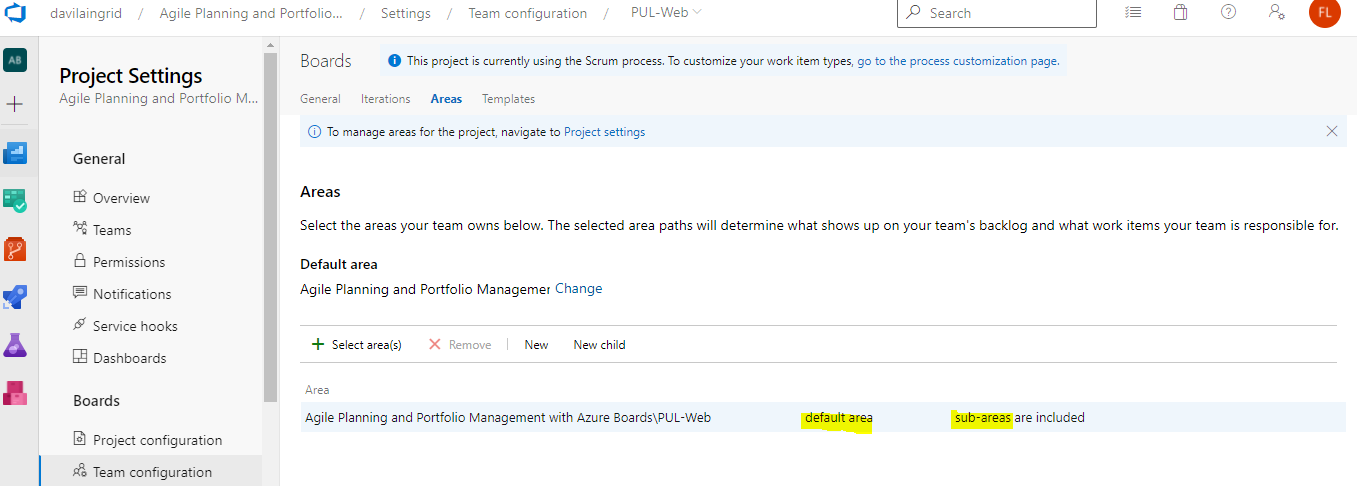 davilaingrid / Agile Planning and Portfolio... / Settings / Team configuration / PUL-Web
Search
FL
AB
Project Settings
Agile Planning and Portfolio M...
General
Overview
Teams
Permissions
Notifications
Service hooks
Dashboards
Boards
Project configuration
Team configuration
Boards
This project is currently using the Scrum process. To customize your work item types, go to the process customization page.
General Iterations Areas Templates
To manage areas for the project, navigate to Project settings
Areas
Select the areas your team owns below. The selected area paths will determine what shows up on your team's backlog and what work items your team is responsible for.
Default area
Agile Planning and Portfolio Managemer Change
Select area(s) Remove New New child
Area
Agile Planning and Portfolio Management with Azure Boards\PUL-Web default area sub-areas are included